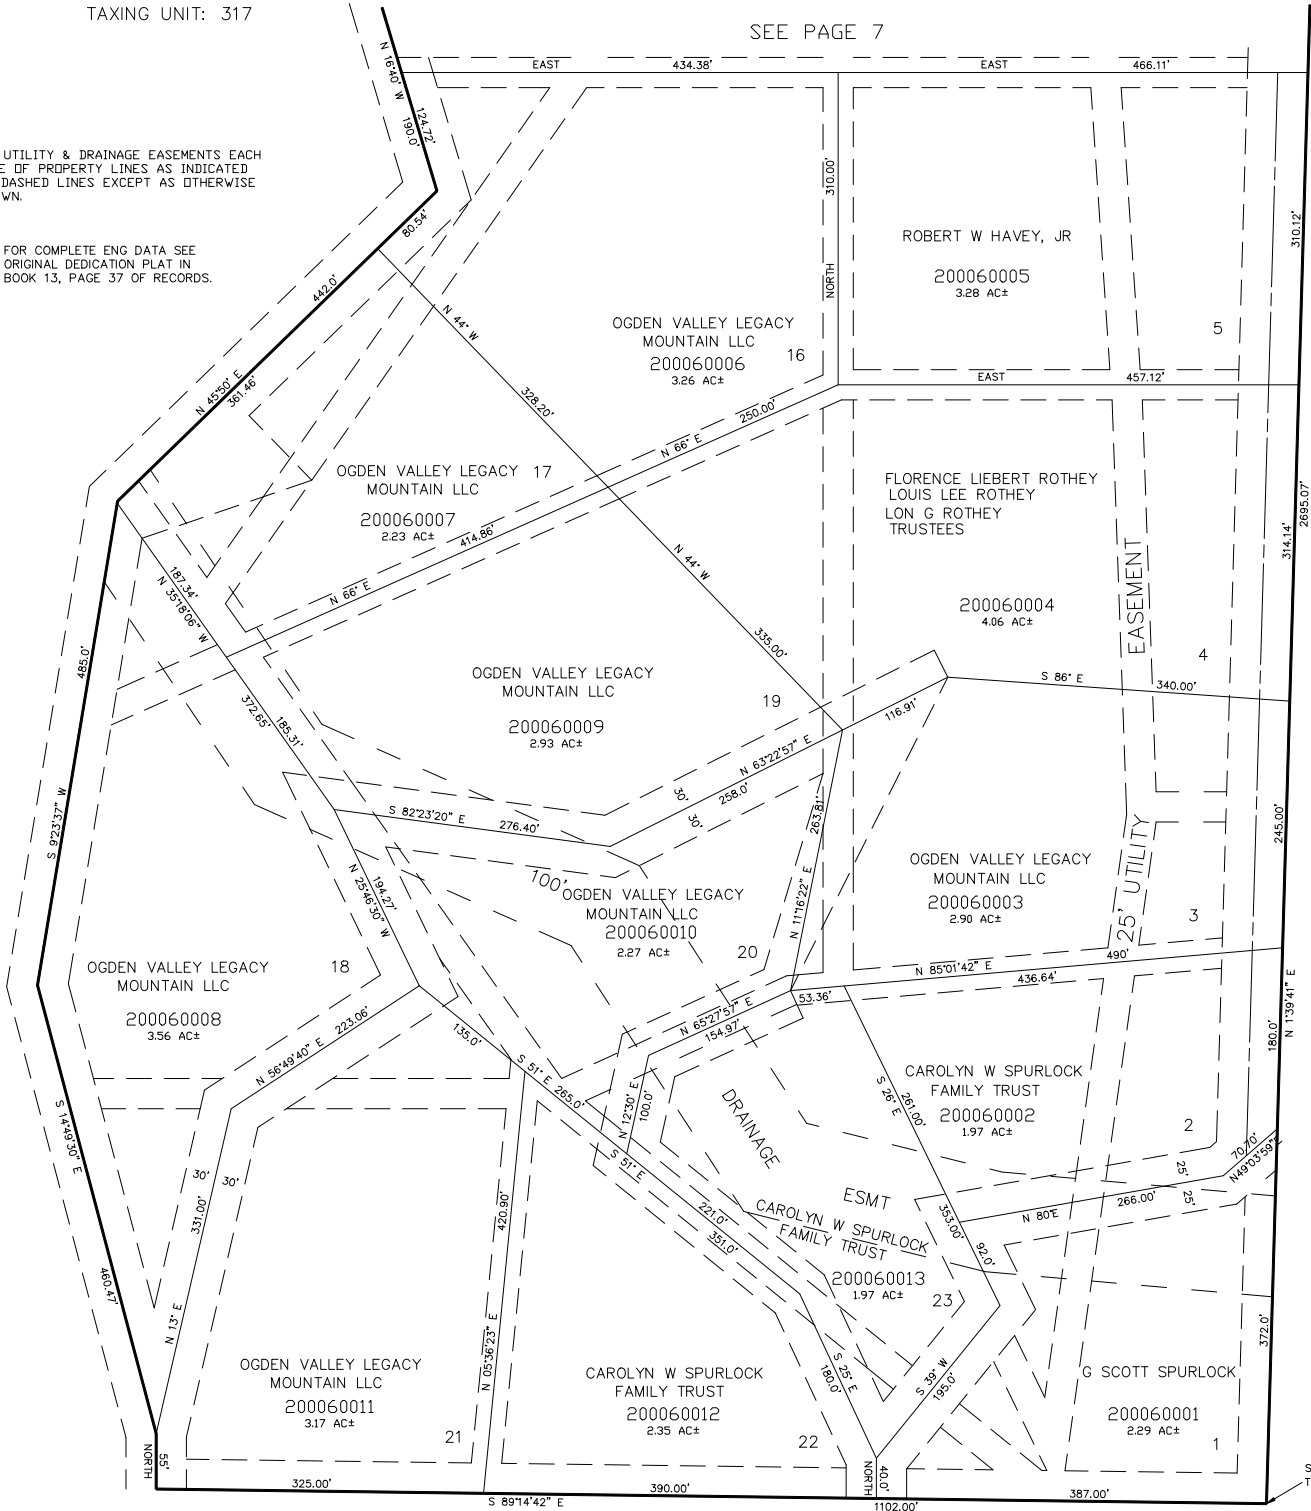 TAXING UNIT: 317
SEE PAGE 7
N 16°40' W
190.0'
124.72'
EAST
434.38'
EAST
466.11'
UTILITY & DRAINAGE EASEMENTS EACH
E OF PROPERTY LINES AS INDICATED
DASHED LINES EXCEPT AS OTHERWISE
WN.
FOR COMPLETE ENG DATA SEE
ORIGINAL DEDICATION PLAT IN
BOOK 13, PAGE 37 OF RECORDS.
80.54'
442.0'
N 45°50' E
361.46'
N 44° W
328.20'
310.00'
NORTH
310.12'
ROBERT W HAVEY, JR
200060005
3.28 AC±
5
OGDEN VALLEY LEGACY
MOUNTAIN LLC
200060006
3.26 AC±
16
EAST
457.12'
N 66° E
250.00'
OGDEN VALLEY LEGACY
MOUNTAIN LLC
17
200060007
2.23 AC±
N 66° E
414.86'
FLORENCE LIEBERT ROTHEY
LOUIS LEE ROTHEY
LON G ROTHEY
TRUSTEES
200060004
4.06 AC±
4
EASEMENT
314.14'
2695.07'
187.34'
N 35°18'06" W
372.65'
185.31'
N 44° W
335.00'
485.0'
S 9°23'37" W
OGDEN VALLEY LEGACY
MOUNTAIN LLC
200060009
2.93 AC±
19
S 86° E
340.00'
116.91'
N 63°22'57" E
258.0'
30'
30'
S 82°23'20" E
276.40'
263.81'
N 11°16'22" E
N 25°46'30" W
194.27'
100'
OGDEN VALLEY LEGACY
MOUNTAIN LLC
200060010
2.27 AC±
20
OGDEN VALLEY LEGACY
MOUNTAIN LLC
200060003
2.90 AC±
3
25' UTILITY
245.00'
N 85°01'42" E
490'
436.64'
53.36'
OGDEN VALLEY LEGACY
MOUNTAIN LLC
18
200060008
3.56 AC±
N 56°49'40" E
223.06'
135.0'
S 51° E
265.0'
N 65°27'57" E
154.97'
N 12°30' E
100.0'
N 1°39'41" E
180.0'
CAROLYN W SPURLOCK
FAMILY TRUST
200060002
1.97 AC±
2
S 26° E
261.00'
353.00'
92.0'
DRAINAGE
ESMT
S 51° E
221.0'
351.0'
70.70'
N49°03'59"E
25'
25'
N 80°E
266.00'
S 14°49'30" E
460.47'
30'
30'
331.00'
N 13° E
420.90'
N 05°36'23" E
CAROLYN W SPURLOCK
FAMILY TRUST
200060013
1.97 AC±
23
372.0'
S 25° E
180.0'
S 39° W
195.0'
OGDEN VALLEY LEGACY
MOUNTAIN LLC
200060011
3.17 AC±
21
CAROLYN W SPURLOCK
FAMILY TRUST
200060012
2.35 AC±
22
G SCOTT SPURLOCK
200060001
2.29 AC±
1
NORTH
55'
NORTH
40.0'
325.00'
390.00'
387.00'
S 89°14'42" E
1102.00'
S
T